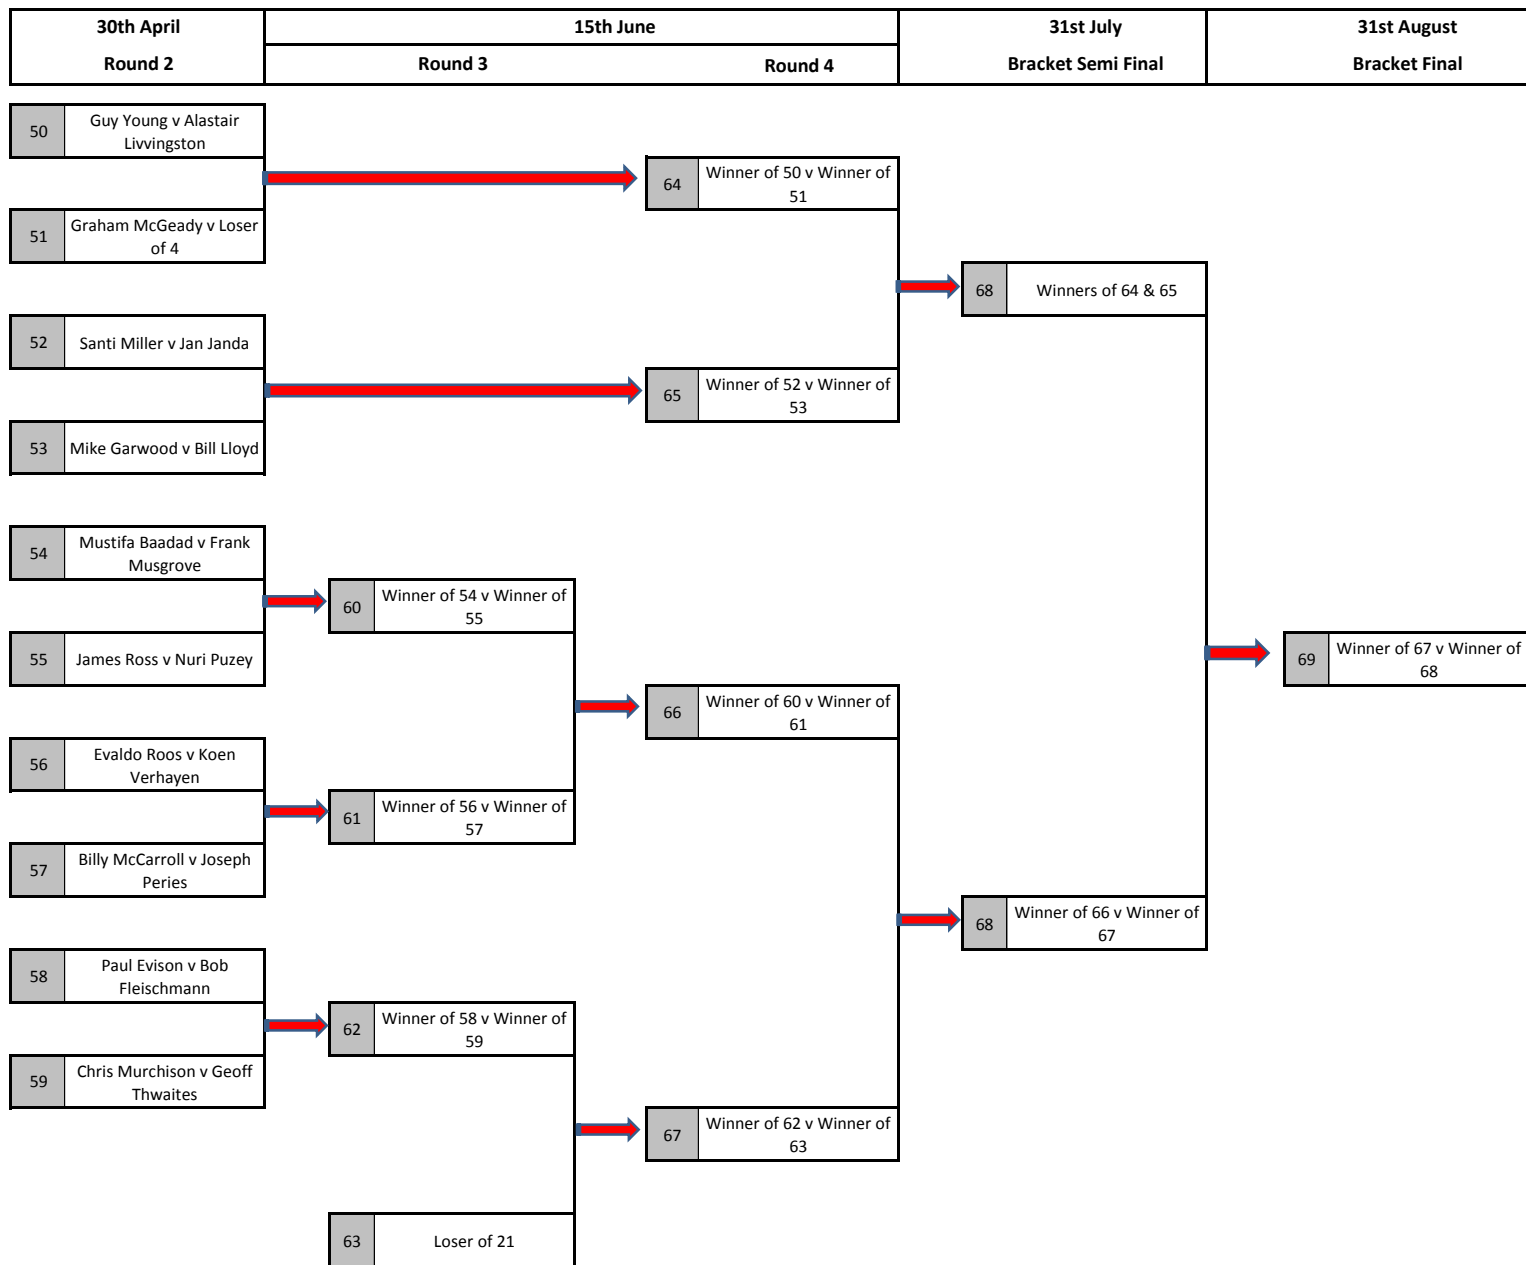 30th April
15th June
31st July
31st August
Round 2
Round 3
Round 4
Bracket Semi Final
Bracket Final
50
Guy Young v Alastair
Livvingston
64
Winner of 50 v Winner of
51
51
Graham McGeady v Loser
of 4
68
Winners of 64 & 65
52
Santi Miller v Jan Janda
65
Winner of 52 v Winner of
53
53
Mike Garwood v Bill Lloyd
54
Mustifa Baadad v Frank
Musgrove
60
Winner of 54 v Winner of
55
55
James Ross v Nuri Puzey
69
Winner of 67 v Winner of
68
66
Winner of 60 v Winner of
61
56
Evaldo Roos v Koen
Verhayen
61
Winner of 56 v Winner of
57
57
Billy McCarroll v Joseph
Peries
68
Winner of 66 v Winner of
67
58
Paul Evison v Bob
Fleischmann
62
Winner of 58 v Winner of
59
59
Chris Murchison v Geoff
Thwaites
67
Winner of 62 v Winner of
63
63
Loser of 21